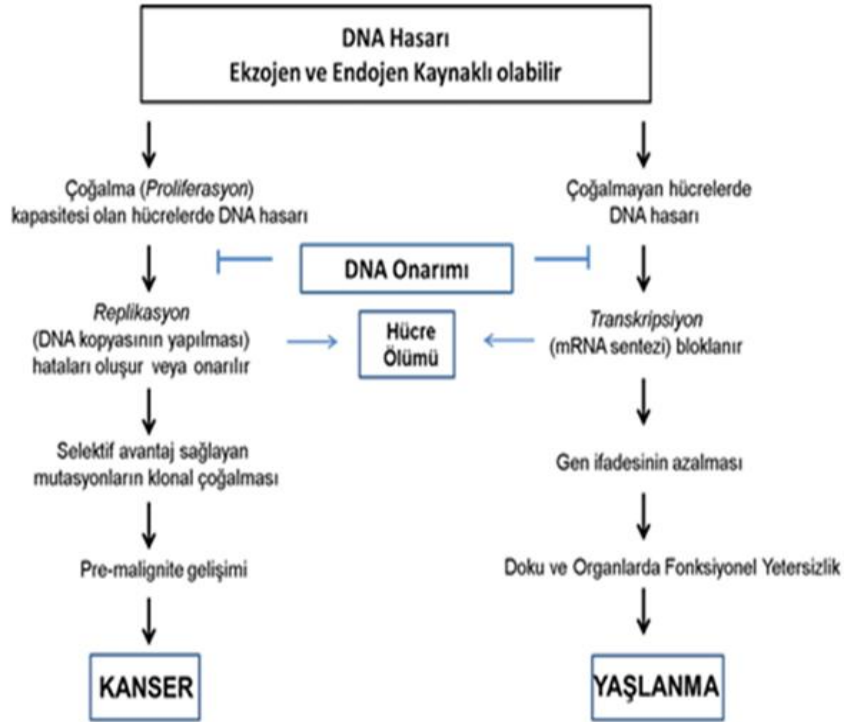 DNA Hasarı
Ekzojen ve Endojen Kaynaklı olabilir
Çoğalma (Proliferasyon)
kapasitesi olan hücrelerde DNA hasarı
Çoğalmayan hücrelerde
DNA hasarı
DNA Onarımı
Replikasyon
(DNA kopyasının yapılması)
hataları oluşur veya onarılır
Hücre
Ölümü
Transkripsiyon
(mRNA sentezi) bloklanır
Selektif avantaj sağlayan
mutasyonların klonal çoğalması
Gen ifadesinin azalması
Pre-malignite gelişimi
Doku ve Organlarda Fonksiyonel Yetersizlik
KANSER
YAŞLANMA